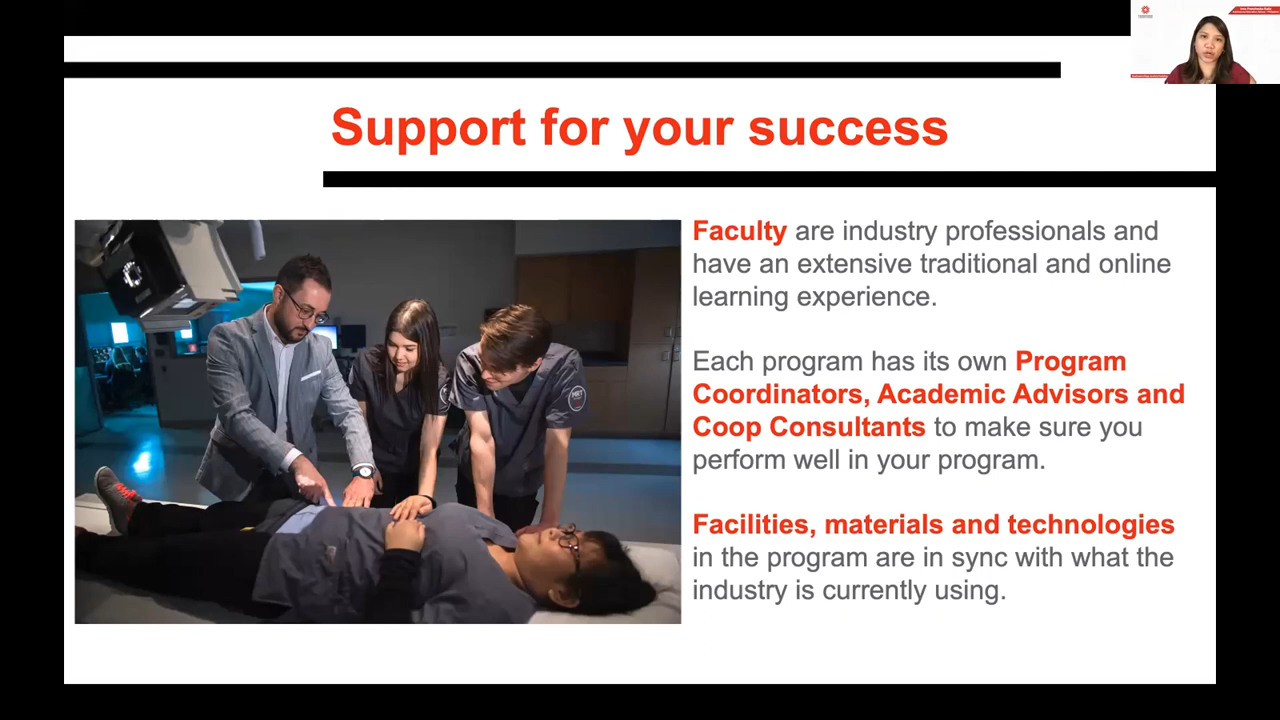 Support for your success
Faculty are industry professionals and
have an extensive traditional and online
learning experience.
Each program has its own Program
Coordinators, Academic Advisors and
Coop Consultants to make sure you
perform well in your program.
Facilities, materials and technologies
in the program are in sync with what the
industry is currently using.